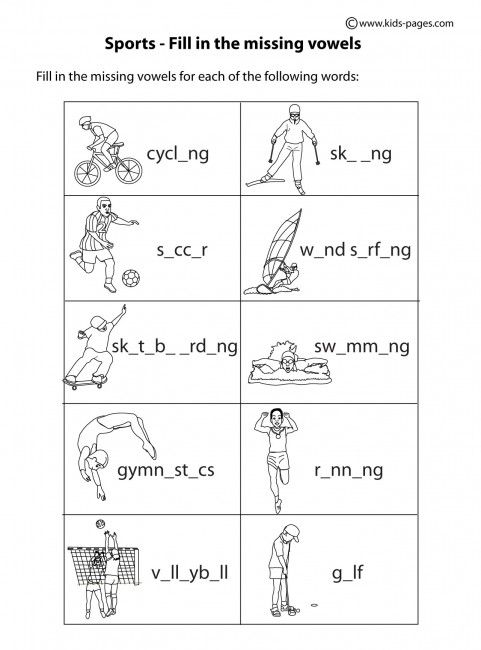 ©www.kids-pages.com
Sports - Fill in the missing vowels
Fill in the missing vowels for each of the following words:
cycl_ng
sk_ _ng
s_cc_r
w_nd s_rf_ng
sk_t_b_ _rd_ng
sw_mm_ng
gymn_st_cs
r_nn_ng
v_ll_yb_ll
g_lf